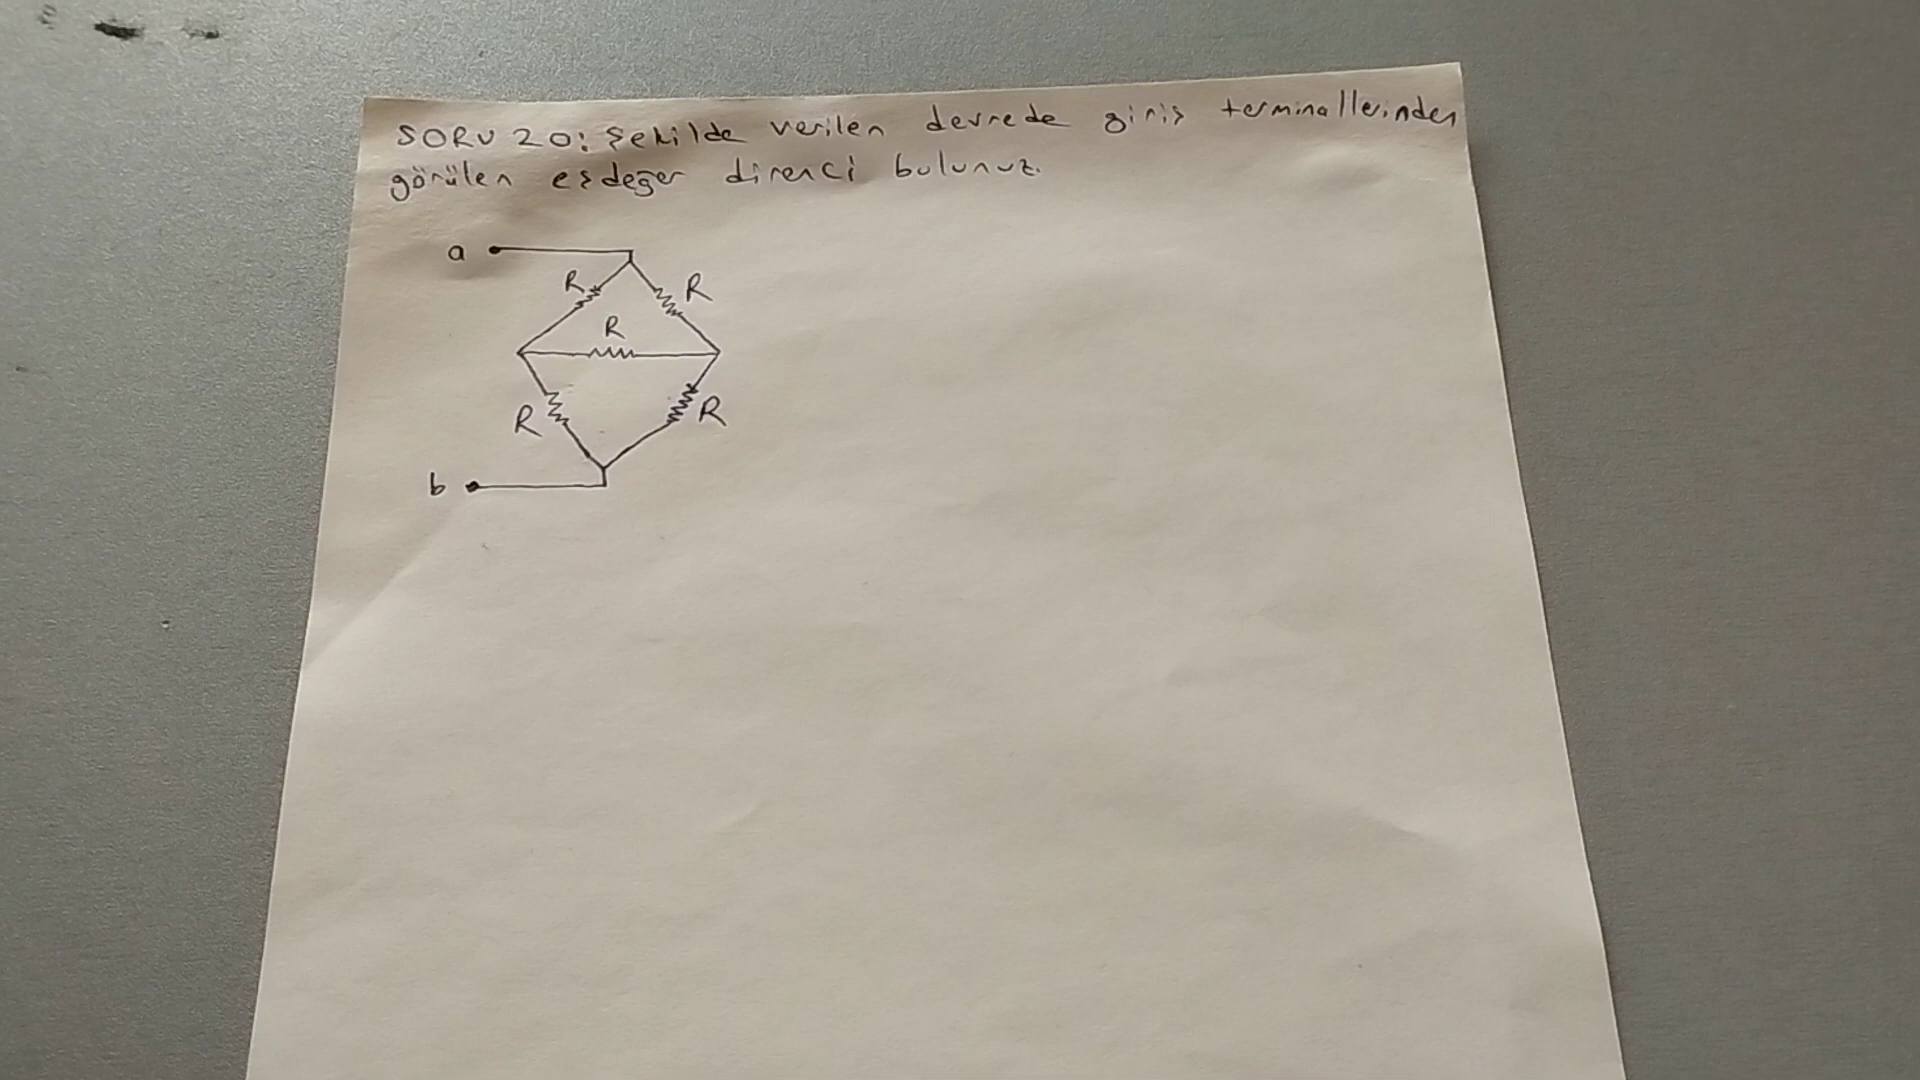 SORU 20: Şekilde verilen devrede giriş terminallerinden
görülen eşdeğer direnci bulunuz.
a
R
R
R
R
R
b